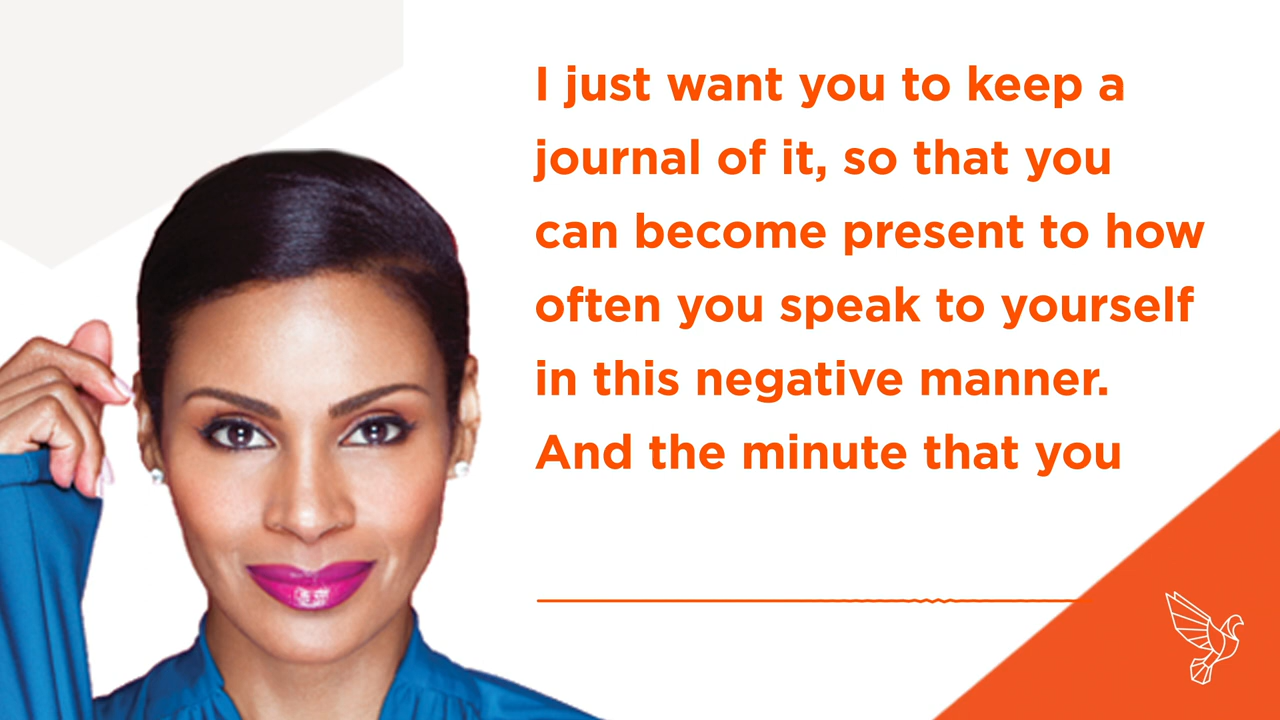 I just want you to keep a
journal of it, so that you
can become present to how
often you speak to yourself
in this negative manner.
And the minute that you